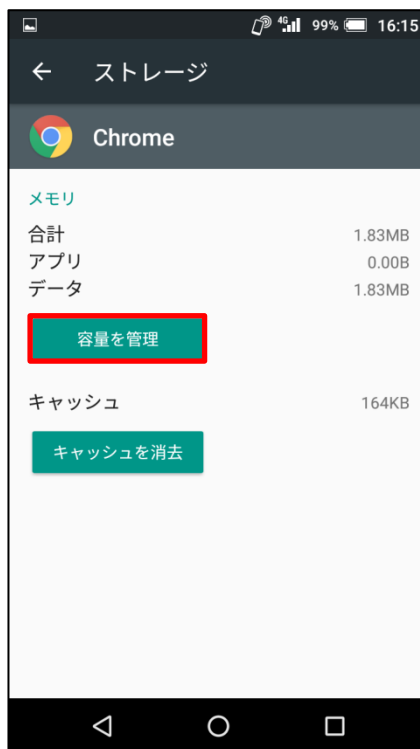 4G 99% 16:15
ストレージ
Chrome
メモリ
合計 1.83MB
アプリ 0.00B
データ 1.83MB
容量を管理
キャッシュ 164KB
キャッシュを消去